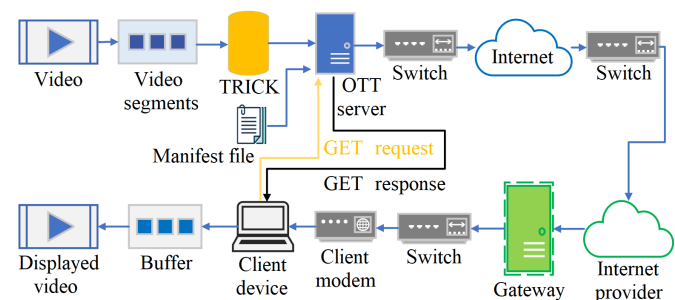 Video
Video
segments
TRICK
OTT
server
Switch
Internet
Switch
Manifest file
GET request
GET response
Displayed
video
Buffer
Client
device
Client
modem
Switch
Gateway
Internet
provider